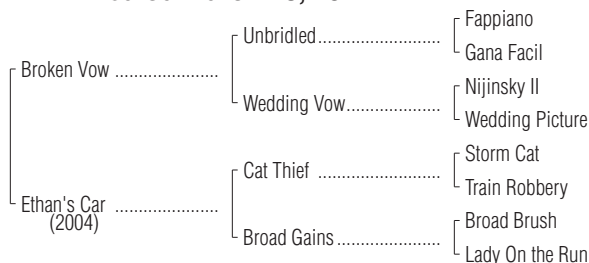 Fappiano
Unbridled
Gana Facil
Broken Vow
Nijinsky II
Wedding Vow
Wedding Picture
Storm Cat
Cat Thief
Train Robbery
Ethan's Car
(2004)
Broad Brush
Broad Gains
Lady On the Run